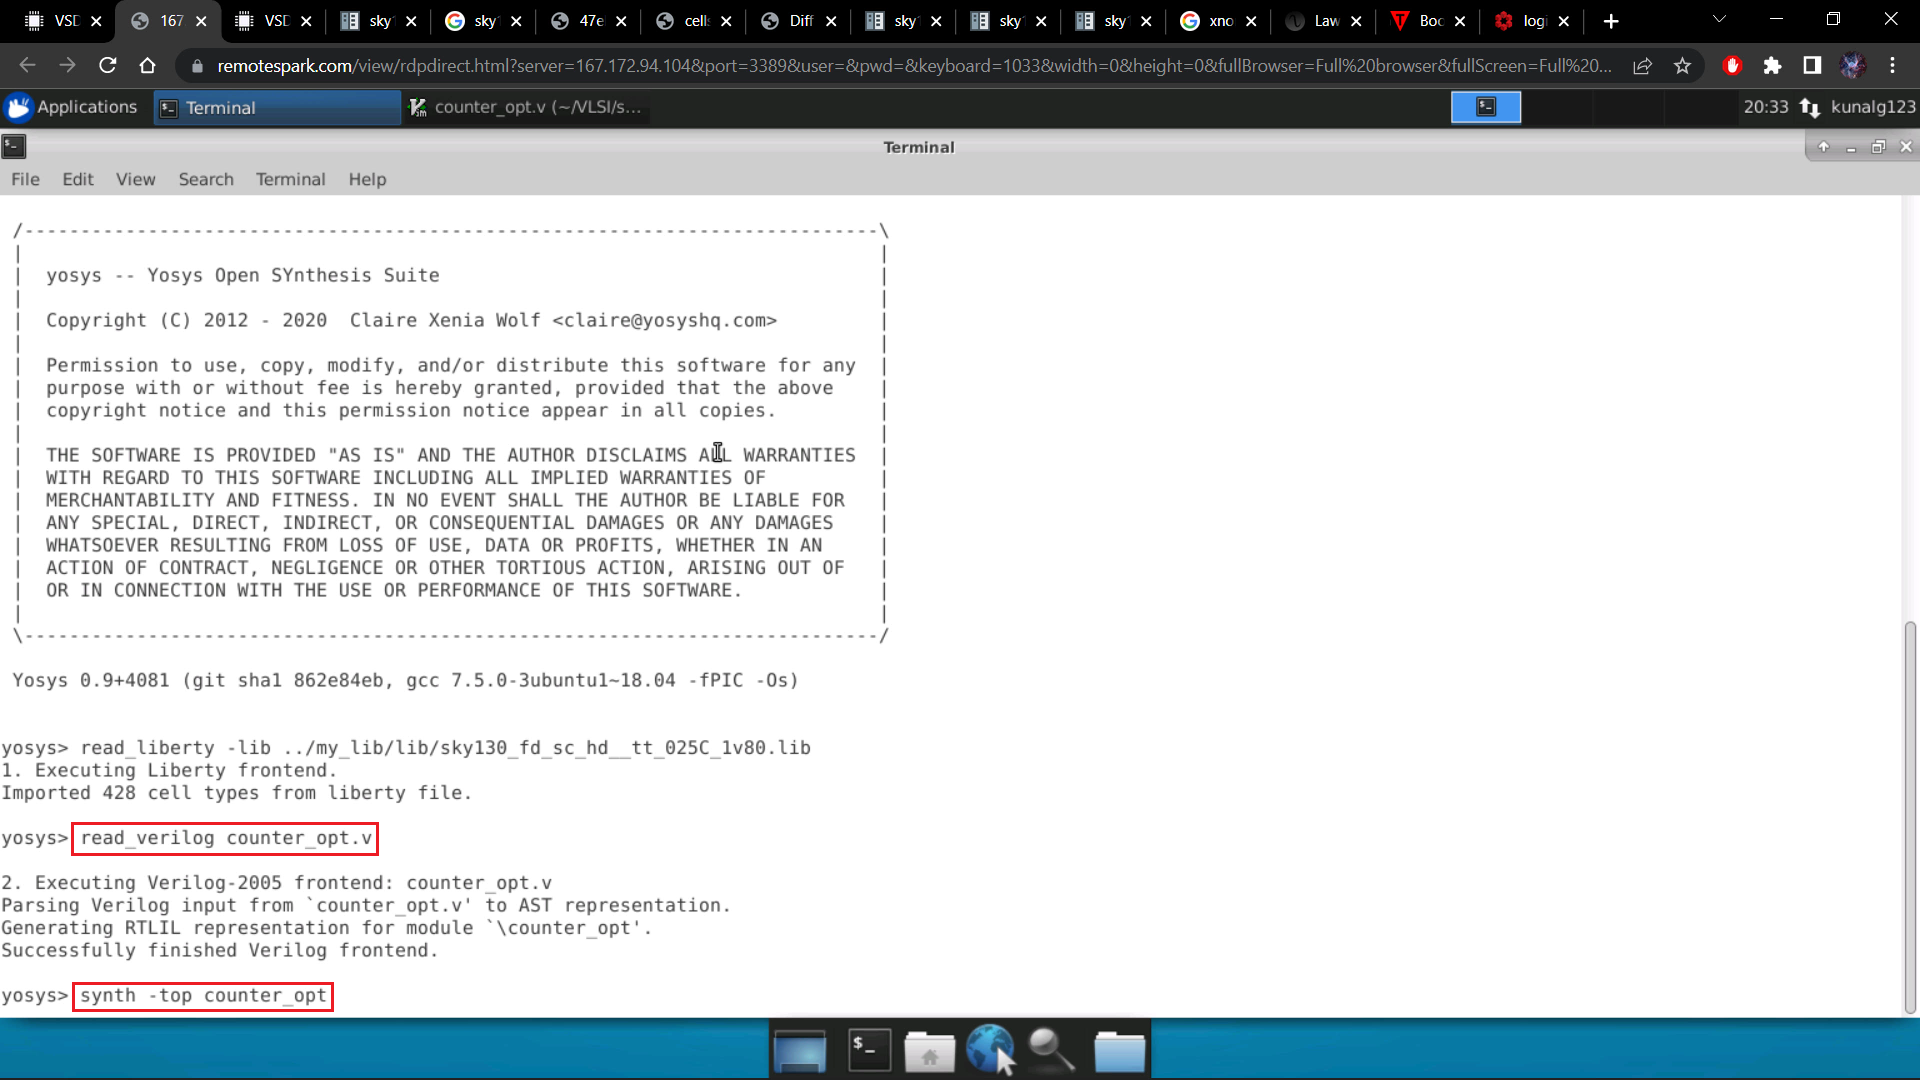 VSD
167
VSD
sky
sky
47e
cell
Diff
sky
sky
sky
xno
Law
Boc
logi
remotespark.com/view/rdpdirect.html?server=167.172.94.104&port=3389&user=&pwd=&keyboard=1033&width=0&height=0&fullBrowser=Full%20browser&fullScreen=Full%20...
Applications
Terminal
counter_opt.v (~/VLSI/s...
20:33
kunalg123
Terminal
File Edit View Search Terminal Help
/----------------------------------------------------------------------------\
| |
| yosys -- Yosys Open SYnthesis Suite |
| |
| Copyright (C) 2012 - 2020 Claire Xenia Wolf <claire@yosyshq.com> |
| |
| Permission to use, copy, modify, and/or distribute this software for any |
| purpose with or without fee is hereby granted, provided that the above |
| copyright notice and this permission notice appear in all copies. |
| |
| THE SOFTWARE IS PROVIDED "AS IS" AND THE AUTHOR DISCLAIMS ALL WARRANTIES |
| WITH REGARD TO THIS SOFTWARE INCLUDING ALL IMPLIED WARRANTIES OF |
| MERCHANTABILITY AND FITNESS. IN NO EVENT SHALL THE AUTHOR BE LIABLE FOR |
| ANY SPECIAL, DIRECT, INDIRECT, OR CONSEQUENTIAL DAMAGES OR ANY DAMAGES |
| WHATSOEVER RESULTING FROM LOSS OF USE, DATA OR PROFITS, WHETHER IN AN |
| ACTION OF CONTRACT, NEGLIGENCE OR OTHER TORTIOUS ACTION, ARISING OUT OF |
| OR IN CONNECTION WITH THE USE OR PERFORMANCE OF THIS SOFTWARE. |
| |
\----------------------------------------------------------------------------/
Yosys 0.9+4081 (git sha1 862e84eb, gcc 7.5.0-3ubuntu1~18.04 -fPIC -Os)
yosys> read_liberty -lib ../my_lib/lib/sky130_fd_sc_hd__tt_025C_1v80.lib
1. Executing Liberty frontend.
Imported 428 cell types from liberty file.
yosys> read_verilog counter_opt.v
2. Executing Verilog-2005 frontend: counter_opt.v
Parsing Verilog input from `counter_opt.v' to AST representation.
Generating RTLIL representation for module `\counter_opt'.
Successfully finished Verilog frontend.
yosys> synth -top counter_opt